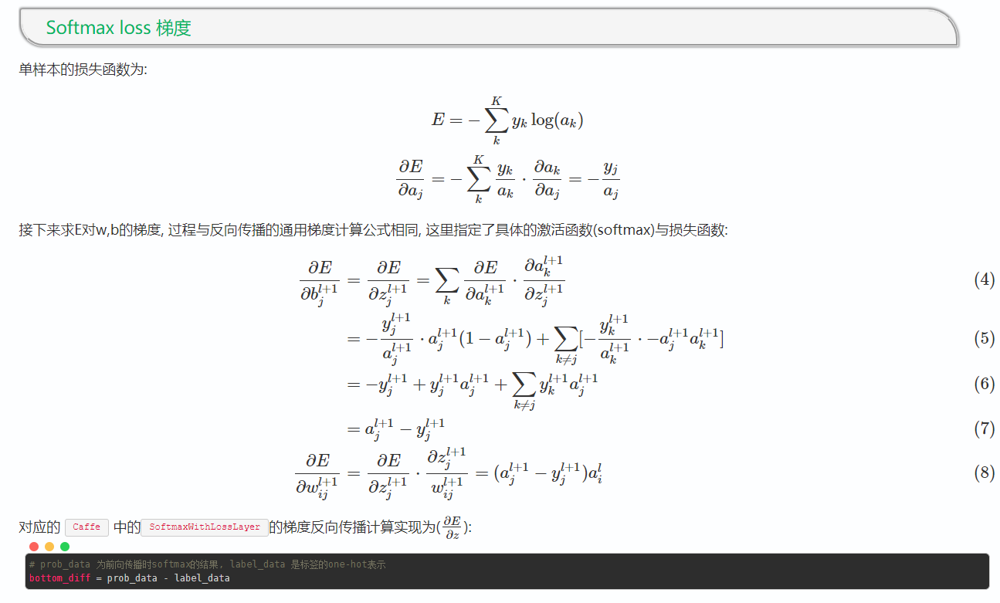 Softmax loss 梯度
单样本的损失函数为:
$$E = -\sum_{k}^{K} y_k \log(a_k)$$
$$\frac{\partial E}{\partial a_j} = -\sum_{k}^{K} \frac{y_k}{a_k} \cdot \frac{\partial a_k}{\partial a_j} = -\frac{y_j}{a_j}$$
接下来求E对w,b的梯度, 过程与反向传播的通用梯度计算公式相同, 这里指定了具体的激活函数(softmax)与损失函数:
$$\frac{\partial E}{\partial b_j^{l+1}} = \frac{\partial E}{\partial z_j^{l+1}} = \sum_{k} \frac{\partial E}{\partial a_k^{l+1}} \cdot \frac{\partial a_k^{l+1}}{\partial z_j^{l+1}}$$ (4)
$$= -\frac{y_j^{l+1}}{a_j^{l+1}} \cdot a_j^{l+1}(1 - a_j^{l+1}) + \sum_{k \neq j} [-\frac{y_k^{l+1}}{a_k^{l+1}} \cdot -a_j^{l+1} a_k^{l+1}]$$ (5)
$$= -y_j^{l+1} + y_j^{l+1} a_j^{l+1} + \sum_{k \neq j} y_k^{l+1} a_j^{l+1}$$ (6)
$$= a_j^{l+1} - y_j^{l+1}$$ (7)
$$\frac{\partial E}{\partial w_{ij}^{l+1}} = \frac{\partial E}{\partial z_j^{l+1}} \cdot \frac{\partial z_j^{l+1}}{w_{ij}^{l+1}} = (a_j^{l+1} - y_j^{l+1}) a_i^l$$ (8)
对应的 Caffe 中的 SoftmaxWithLossLayer 的梯度反向传播计算实现为($\frac{\partial E}{\partial z}$):
# prob_data 为前向传播时softmax的结果, label_data 是标签的one-hot表示
bottom_diff = prob_data - label_data